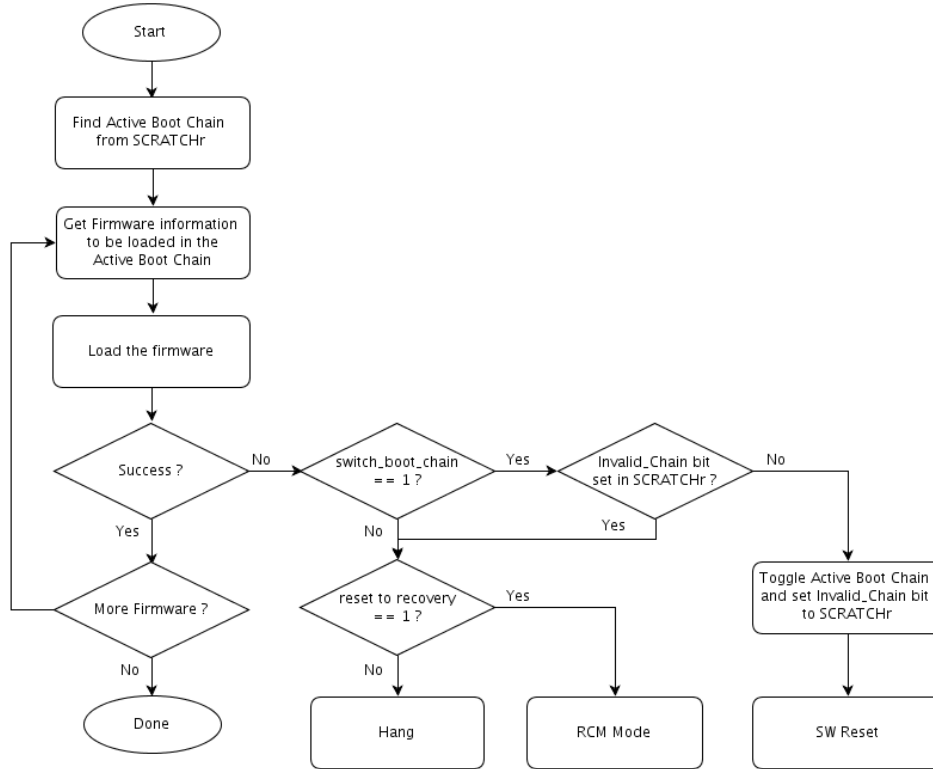 Start
Find Active Boot Chain
from SCRATCHr
Get Firmware information
to be loaded in the
Active Boot Chain
Load the firmware
Success ?
No
switch_boot_chain
== 1 ?
Yes
Invalid_Chain bit
set in SCRATCHr ?
No
Yes
No
Yes
More Firmware ?
reset to recovery
== 1 ?
Yes
Toggle Active Boot Chain
and set Invalid_Chain bit
to SCRATCHr
No
No
Done
Hang
RCM Mode
SW Reset